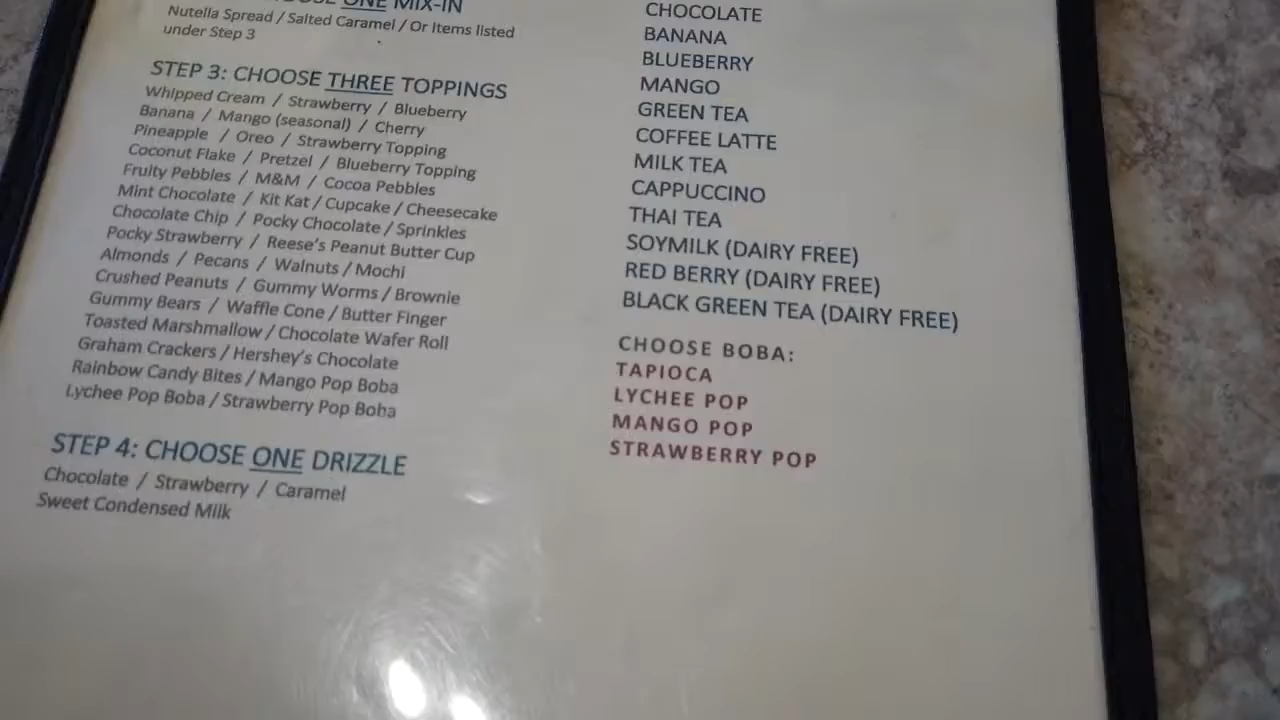 ONE MIX-IN
Nutella Spread / Salted Caramel / Or Items listed
under Step 3
STEP 3: CHOOSE THREE TOPPINGS
Whipped Cream / Strawberry / Blueberry
Banana / Mango (seasonal) / Cherry
Pineapple / Oreo / Strawberry Topping
Coconut Flake / Pretzel / Blueberry Topping
Fruity Pebbles / M&M / Cocoa Pebbles
Mint Chocolate / Kit Kat / Cupcake / Cheesecake
Chocolate Chip / Pocky Chocolate / Sprinkles
Pocky Strawberry / Reese's Peanut Butter Cup
Almonds / Pecans / Walnuts / Mochi
Crushed Peanuts / Gummy Worms / Brownie
Gummy Bears / Waffle Cone / Butter Finger
Toasted Marshmallow / Chocolate Wafer Roll
Graham Crackers / Hershey's Chocolate
Rainbow Candy Bites / Mango Pop Boba
Lychee Pop Boba / Strawberry Pop Boba
STEP 4: CHOOSE ONE DRIZZLE
Chocolate / Strawberry / Caramel
Sweet Condensed Milk
CHOCOLATE
BANANA
BLUEBERRY
MANGO
GREEN TEA
COFFEE LATTE
MILK TEA
CAPPUCCINO
THAI TEA
SOYMILK (DAIRY FREE)
RED BERRY (DAIRY FREE)
BLACK GREEN TEA (DAIRY FREE)
CHOOSE BOBA:
TAPIOCA
LYCHEE POP
MANGO POP
STRAWBERRY POP